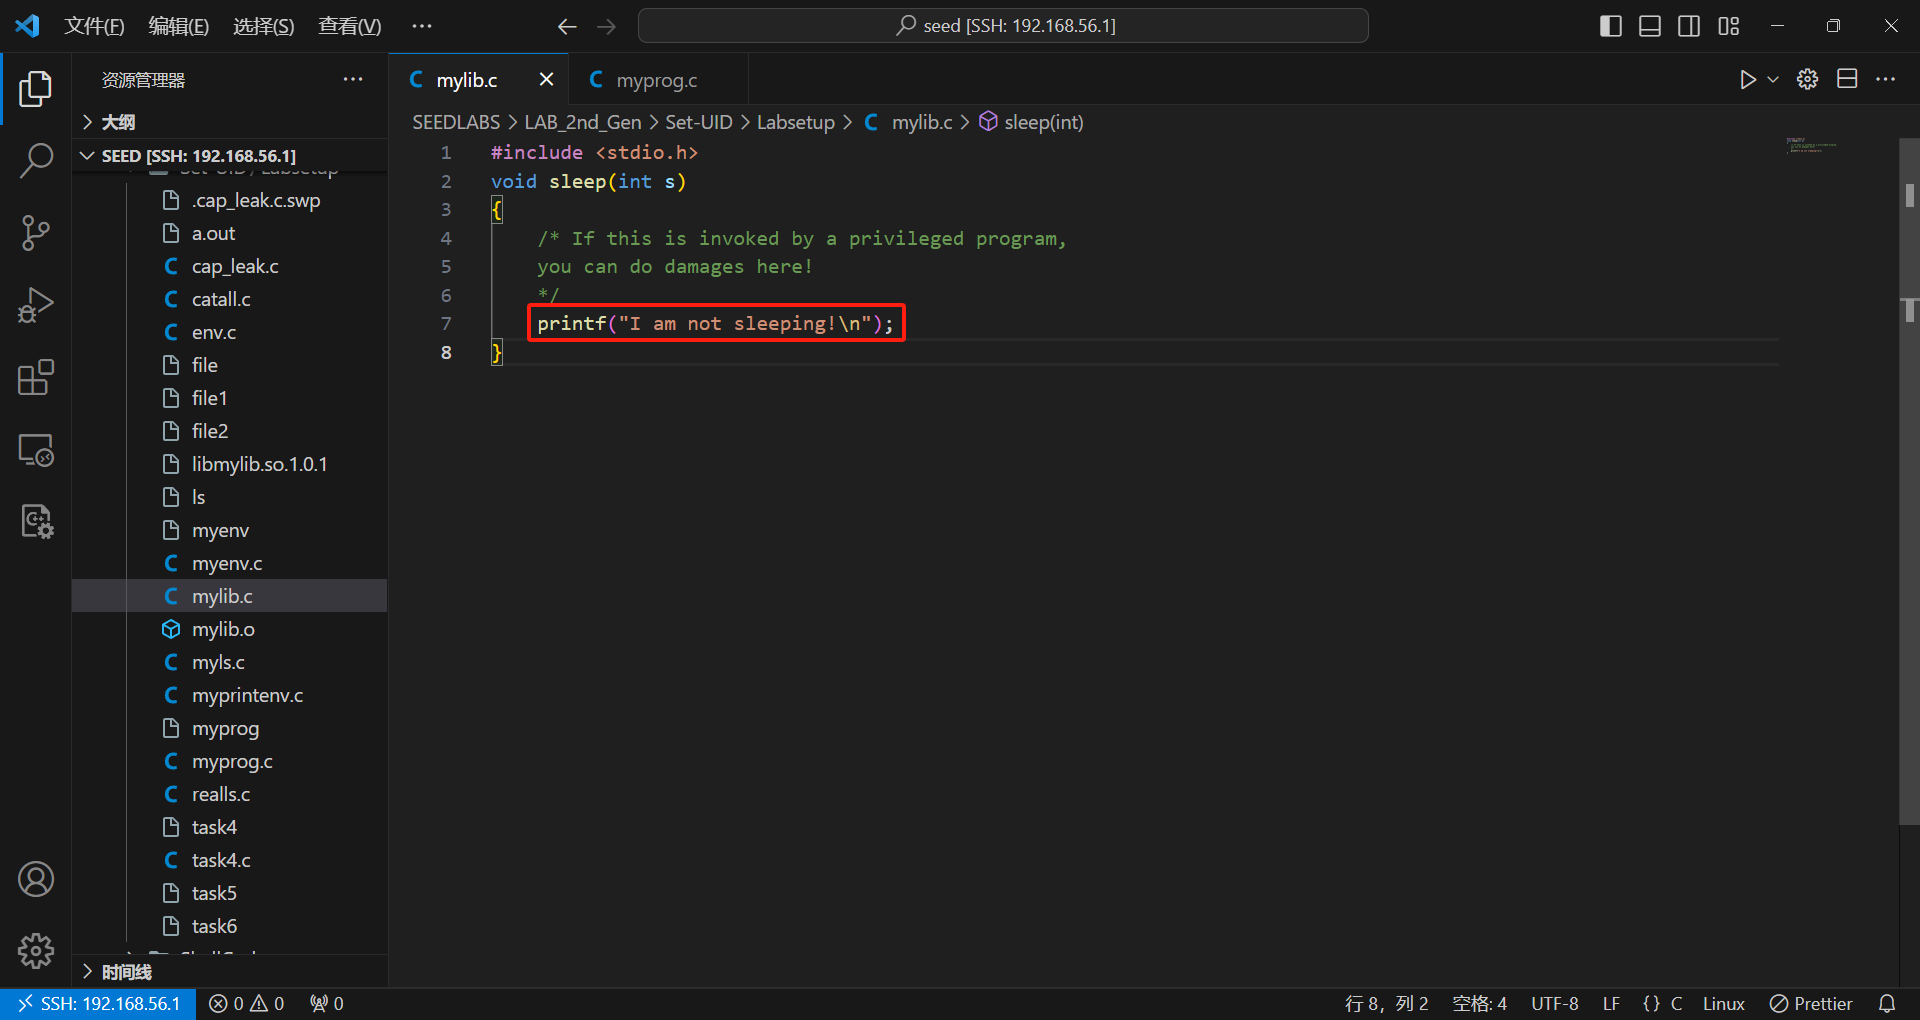 文件(F) 编辑(E) 选择(S) 查看(V) ··· seed [SSH: 192.168.56.1]
资源管理器 ···
大纲
SEED [SSH: 192.168.56.1]
Set-UID / Labsetup
.cap_leak.c.swp
a.out
cap_leak.c
catall.c
env.c
file
file1
file2
libmylib.so.1.0.1
ls
myenv
myenv.c
mylib.c
mylib.o
myls.c
myprintenv.c
myprog
myprog.c
realls.c
task4
task4.c
task5
task6
时间线
mylib.c myprog.c
SEEDLABS > LAB_2nd_Gen > Set-UID > Labsetup > C mylib.c > sleep(int)
1 #include <stdio.h>
2 void sleep(int s)
3 {
4 /* If this is invoked by a privileged program,
5 you can do damages here!
6 */
7 printf("I am not sleeping!\n");
8 }
SSH: 192.168.56.1 0 0 0 行 8，列 2 空格: 4 UTF-8 LF {} C Linux Prettier